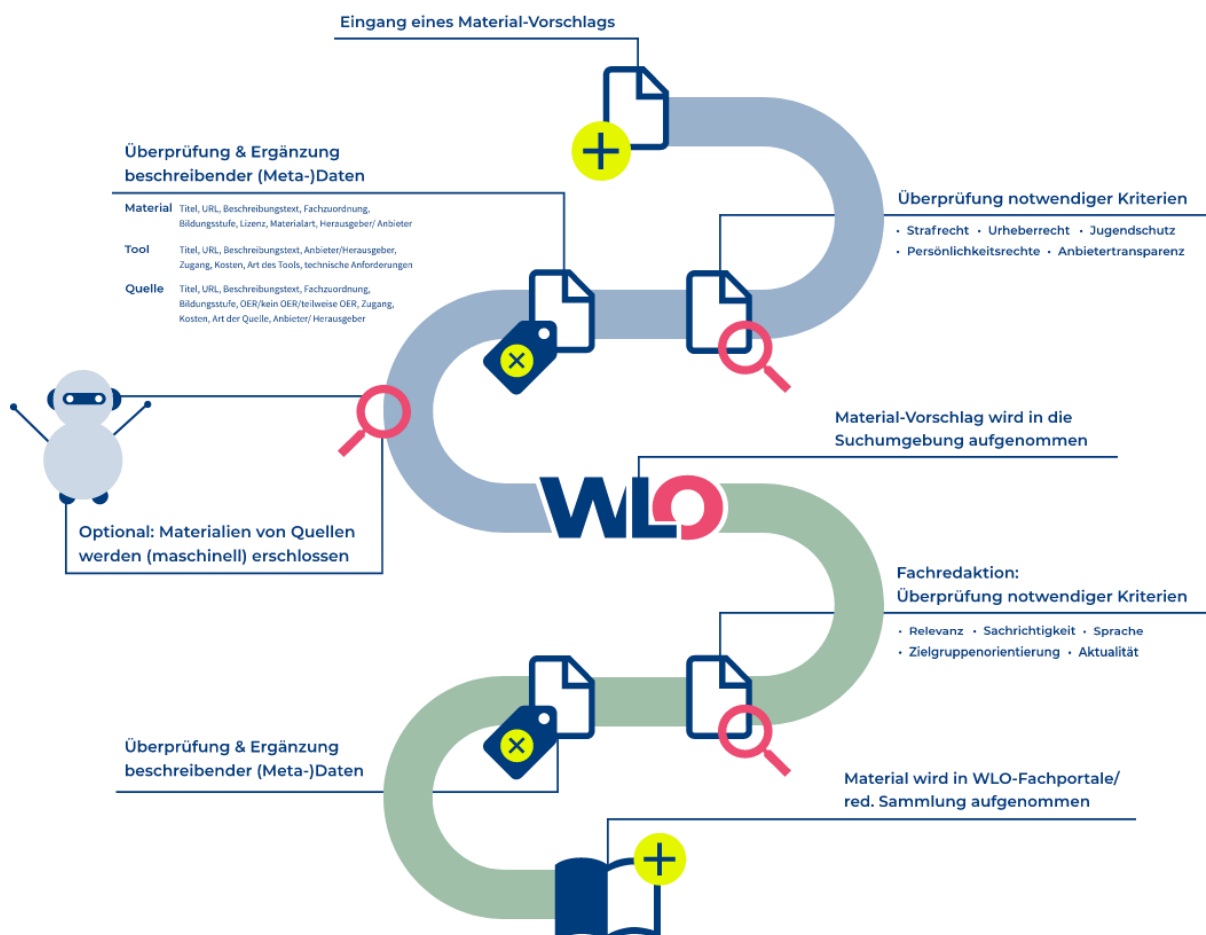 Eingang eines Material-Vorschlags
Überprüfung & Ergänzung
beschreibender (Meta-)Daten
Material Titel, URL, Beschreibungstext, Fachzuordnung,
Bildungsstufe, Lizenz, Materialart, Herausgeber/ Anbieter
Tool Titel, URL, Beschreibungstext, Anbieter/Herausgeber,
Zugang, Kosten, Art des Tools, technische Anforderungen
Quelle Titel, URL, Beschreibungstext, Fachzuordnung,
Bildungsstufe, OER/kein OER/teilweise OER, Zugang,
Kosten, Art der Quelle, Anbieter/ Herausgeber
Überprüfung notwendiger Kriterien
• Strafrecht • Urheberrecht • Jugendschutz
• Persönlichkeitsrechte • Anbietertransparenz
Optional: Materialien von Quellen
werden (maschinell) erschlossen
Material-Vorschlag wird in die
Suchumgebung aufgenommen
WLO
Fachredaktion:
Überprüfung notwendiger Kriterien
• Relevanz • Sachrichtigkeit • Sprache
• Zielgruppenorientierung • Aktualität
Überprüfung & Ergänzung
beschreibender (Meta-)Daten
Material wird in WLO-Fachportale/
red. Sammlung aufgenommen